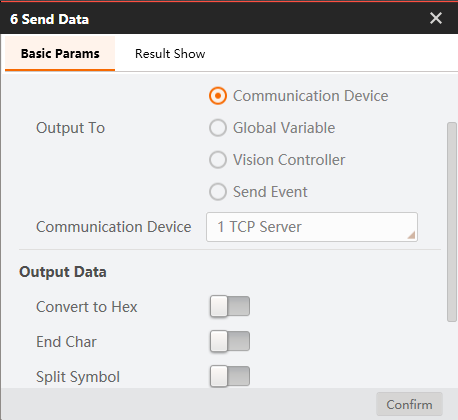 6 Send Data
Basic Params Result Show
Communication Device
Output To Global Variable
Vision Controller
Send Event
Communication Device 1 TCP Server
Output Data
Convert to Hex
End Char
Split Symbol
Confirm